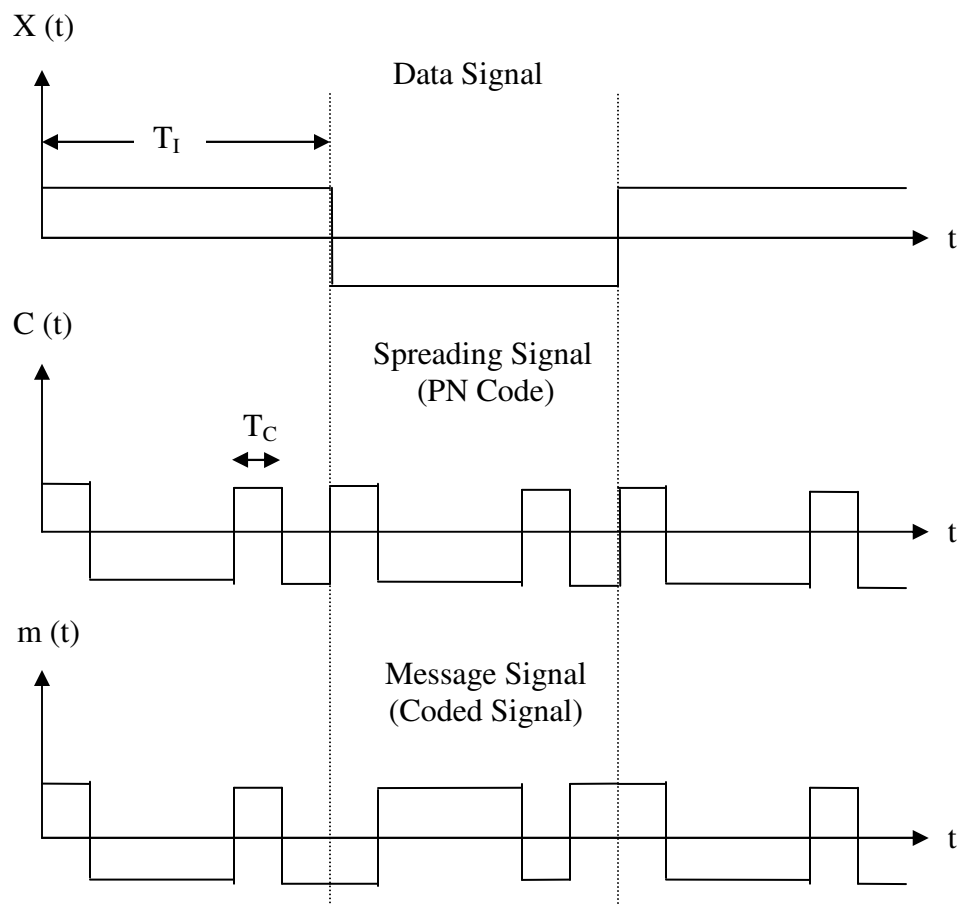 X (t)
Data Signal
T_I
t
C (t)
Spreading Signal
(PN Code)
T_C
t
m (t)
Message Signal
(Coded Signal)
t